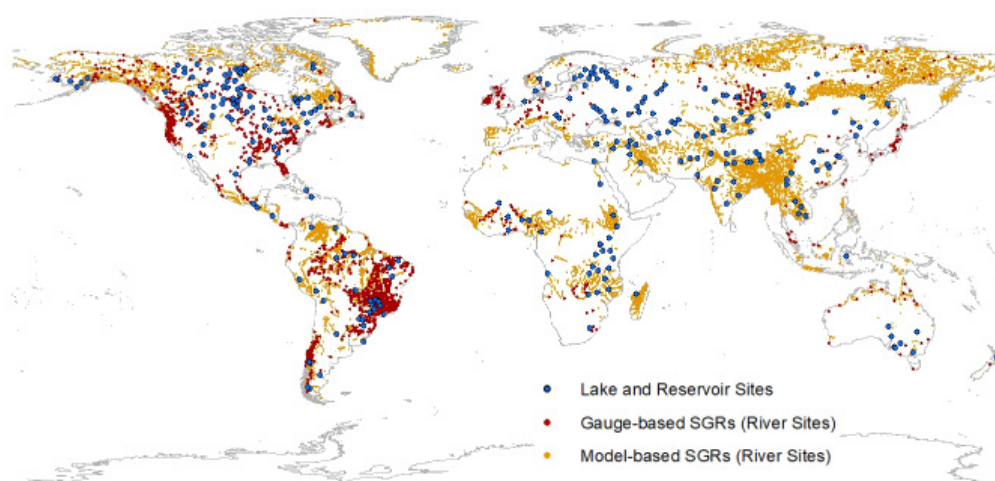 Lake and Reservoir Sites
Gauge-based SGRs (River Sites)
Model-based SGRs (River Sites)